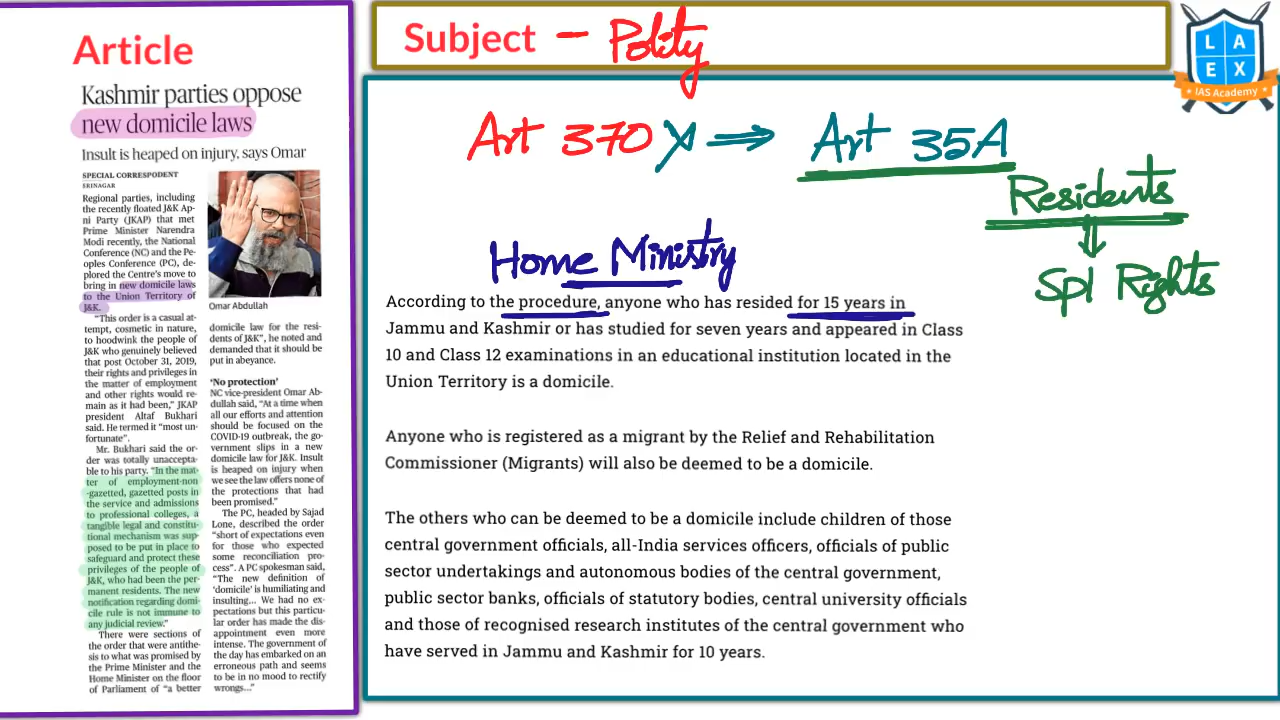 Article
Kashmir parties oppose
new domicile laws
Insult is heaped on injury, says Omar
SPECIAL CORRESPODENT
SRINAGAR
Regional parties, including
the recently floated J&K Ap-
ni Party (JKAP) that met
Prime Minister Narendra
Modi recently, the National
Conference (NC) and the Pe-
oples Conference (PC), de-
plored the Centre's move to
bring in new domicile laws
to the Union Territory of
J&K.
"This order is a casual at-
tempt, cosmetic in nature,
to hoodwink the people of
J&K who genuinely believed
that post October 31, 2019,
their rights and privileges in
the matter of employment
and other rights would re-
main as it had been," JKAP
president Altaf Bukhari
said. He termed it "most un-
fortunate".
Mr. Bukhari said the or-
der was totally unaccepta-
ble to his party. "In the mat-
ter of employment-non
-gazetted, gazetted posts in
the service and admissions
to professional colleges, a
tangible legal and constitu-
tional mechanism was sup-
posed to be put in place to
safeguard and protect these
privileges of the people of
J&K, who had been the per-
manent residents. The new
notification regarding domi-
cile rule is not immune to
any judicial review."
There were sections of
the order that were antithe-
sis to what was promised by
the Prime Minister and the
Home Minister on the floor
of Parliament of "a better
Omar Abdullah
domicile law for the resi-
dents of J&K", he noted and
demanded that it should be
put in abeyance.
'No protection'
NC vice-president Omar Ab-
dullah said, "At a time when
all our efforts and attention
should be focused on the
COVID-19 outbreak, the go-
vernment slips in a new
domicile law for J&K. Insult
is heaped on injury when
we see the law offers none of
the protections that had
been promised."
The PC, headed by Sajad
Lone, described the order
"short of expectations even
for those who expected
some reconciliation pro-
cess". A PC spokesman said,
"The new definition of
'domicile' is humiliating and
insulting... We had no ex-
pectations but this particu-
lar order has made the dis-
appointment even more
intense. The government of
the day has embarked on an
erroneous path and seems
to be in no mood to rectify
wrongs..."
Subject - Polity
LAEX
IAS Academy
Art 370 X ⇒ Art 35A
Residents
Spl Rights
Home Ministry
According to the procedure, anyone who has resided for 15 years in
Jammu and Kashmir or has studied for seven years and appeared in Class
10 and Class 12 examinations in an educational institution located in the
Union Territory is a domicile.
Anyone who is registered as a migrant by the Relief and Rehabilitation
Commissioner (Migrants) will also be deemed to be a domicile.
The others who can be deemed to be a domicile include children of those
central government officials, all-India services officers, officials of public
sector undertakings and autonomous bodies of the central government,
public sector banks, officials of statutory bodies, central university officials
and those of recognised research institutes of the central government who
have served in Jammu and Kashmir for 10 years.